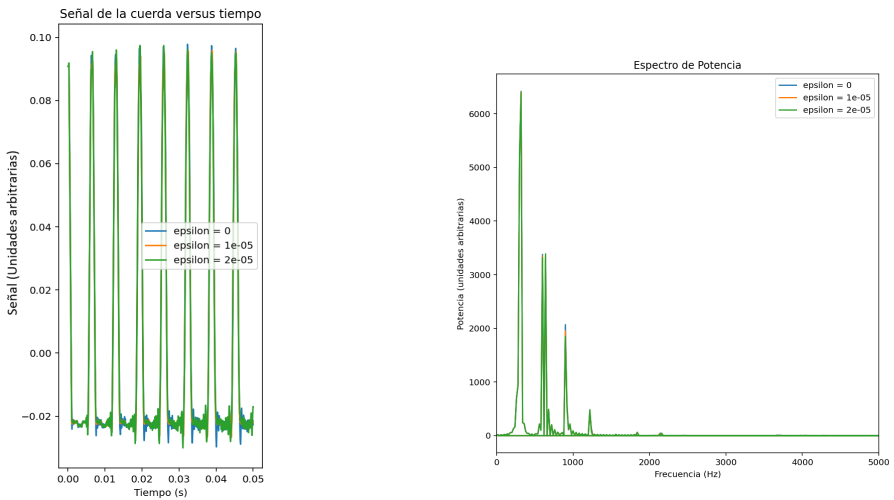 Señal de la cuerda versus tiempo
Señal (Unidades arbitrarias)
0.10
0.08
0.06
0.04
0.02
0.00
−0.02
epsilon = 0
epsilon = 1e-05
epsilon = 2e-05
0.00 0.01 0.02 0.03 0.04 0.05
Tiempo (s)
Espectro de Potencia
Potencia (unidades arbitrarias)
6000
5000
4000
3000
2000
1000
0
epsilon = 0
epsilon = 1e-05
epsilon = 2e-05
0 1000 2000 3000 4000 5000
Frecuencia (Hz)